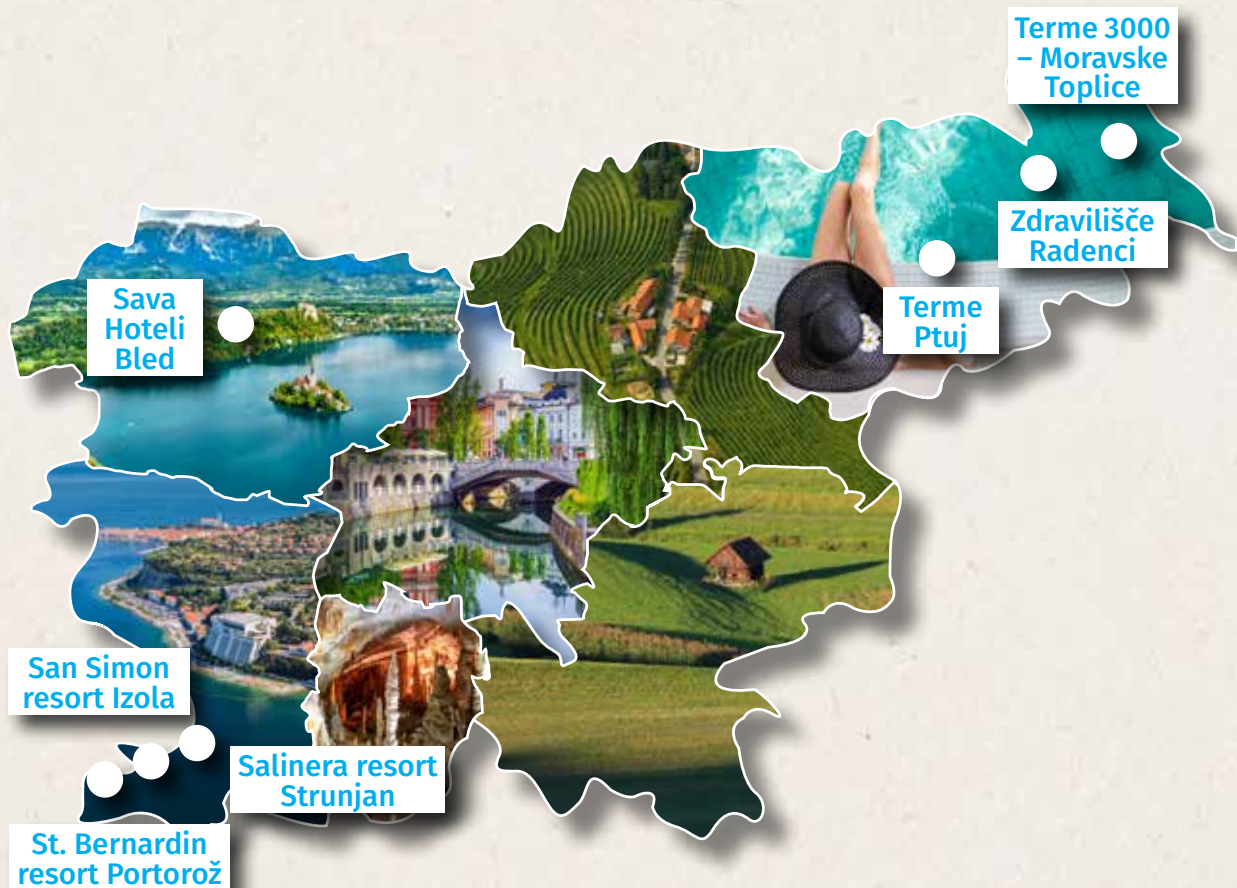 Terme 3000
– Moravske
Toplice
Zdravilišče
Radenci
Terme
Ptuj
Sava
Hoteli
Bled
San Simon
resort Izola
Salinera resort
Strunjan
St. Bernardin
resort Portorož